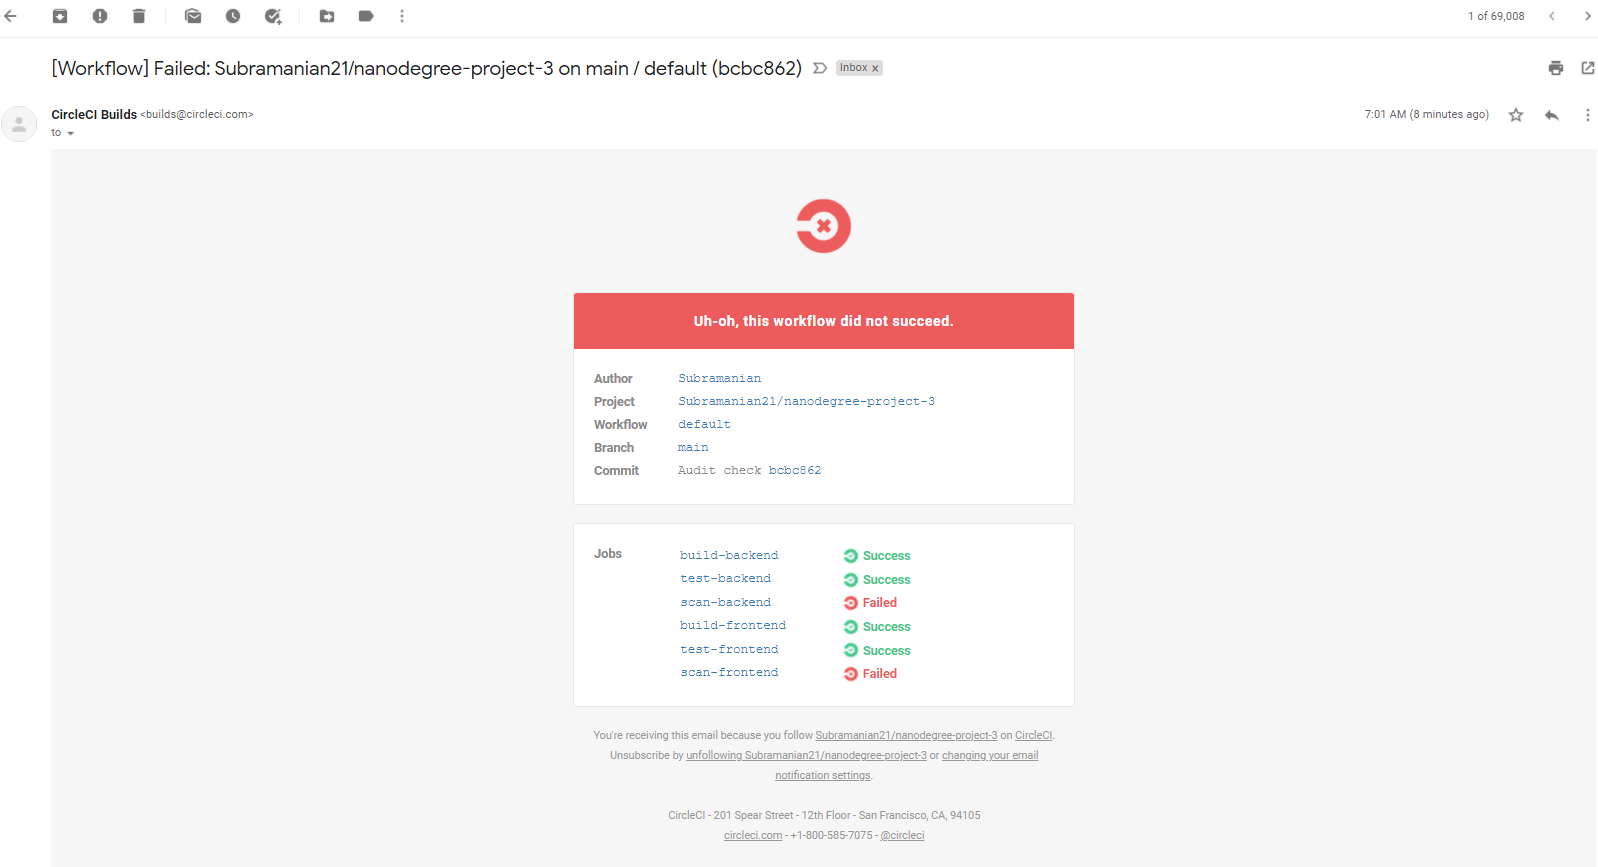 1 of 69,008
[Workflow] Failed: Subramanian21/nanodegree-project-3 on main / default (bcbc862)
Inbox x
CircleCI Builds <builds@circleci.com>
7:01 AM (8 minutes ago)
to
Uh-oh, this workflow did not succeed.
Author Subramanian
Project Subramanian21/nanodegree-project-3
Workflow default
Branch main
Commit Audit check bcbc862
Jobs build-backend Success
test-backend Success
scan-backend Failed
build-frontend Success
test-frontend Success
scan-frontend Failed
You're receiving this email because you follow Subramanian21/nanodegree-project-3 on CircleCI.
Unsubscribe by unfollowing Subramanian21/nanodegree-project-3 or changing your email
notification settings.
CircleCI - 201 Spear Street - 12th Floor - San Francisco, CA, 94105
circleci.com - +1-800-585-7075 - @circleci